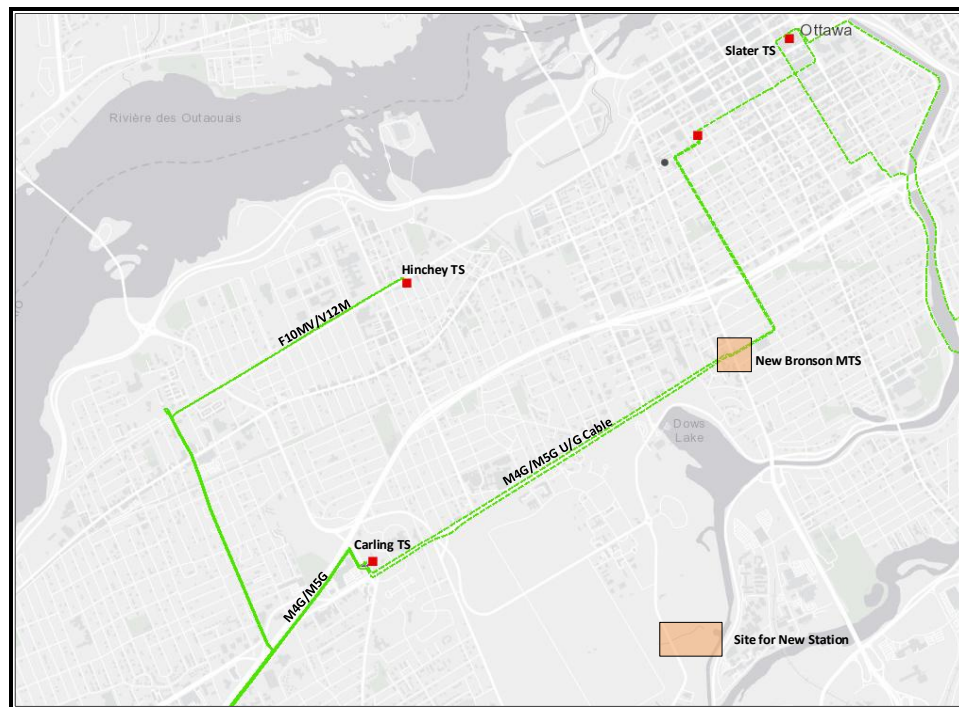 Ottawa
Slater TS
Rivière des Outaouais
Hinchey TS
F10MV/V12M
New Bronson MTS
Dows
Lake
M4G/M5G U/G Cable
Carling TS
M4G/M5G
Site for New Station